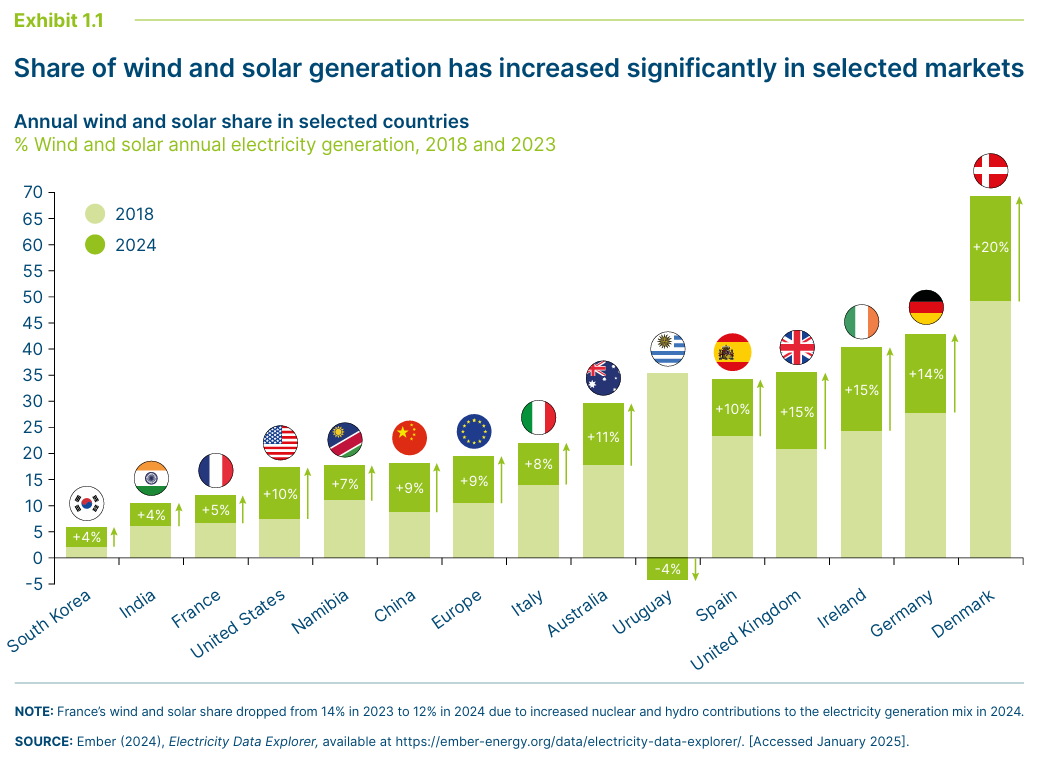 Exhibit 1.1
Share of wind and solar generation has increased significantly in selected markets
Annual wind and solar share in selected countries
% Wind and solar annual electricity generation, 2018 and 2023
70
65
60
55
50
45
40
35
30
25
20
15
10
5
0
-5
2018
2024
+4%
+4%
+5%
+10%
+7%
+9%
+9%
+8%
+11%
-4%
+10%
+15%
+15%
+14%
+20%
South Korea
India
France
United States
Namibia
China
Europe
Italy
Australia
Uruguay
Spain
United Kingdom
Ireland
Germany
Denmark
NOTE: France's wind and solar share dropped from 14% in 2023 to 12% in 2024 due to increased nuclear and hydro contributions to the electricity generation mix in 2024.
SOURCE: Ember (2024), Electricity Data Explorer, available at https://ember-energy.org/data/electricity-data-explorer/. [Accessed January 2025].